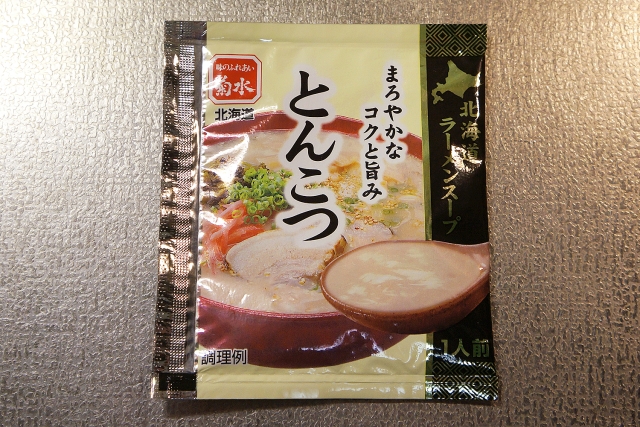 味のふれあい
菊水
北海道
まろやかな
コクと旨み
とんこつ
北海道
ラーメンスープ
1人前
調理例